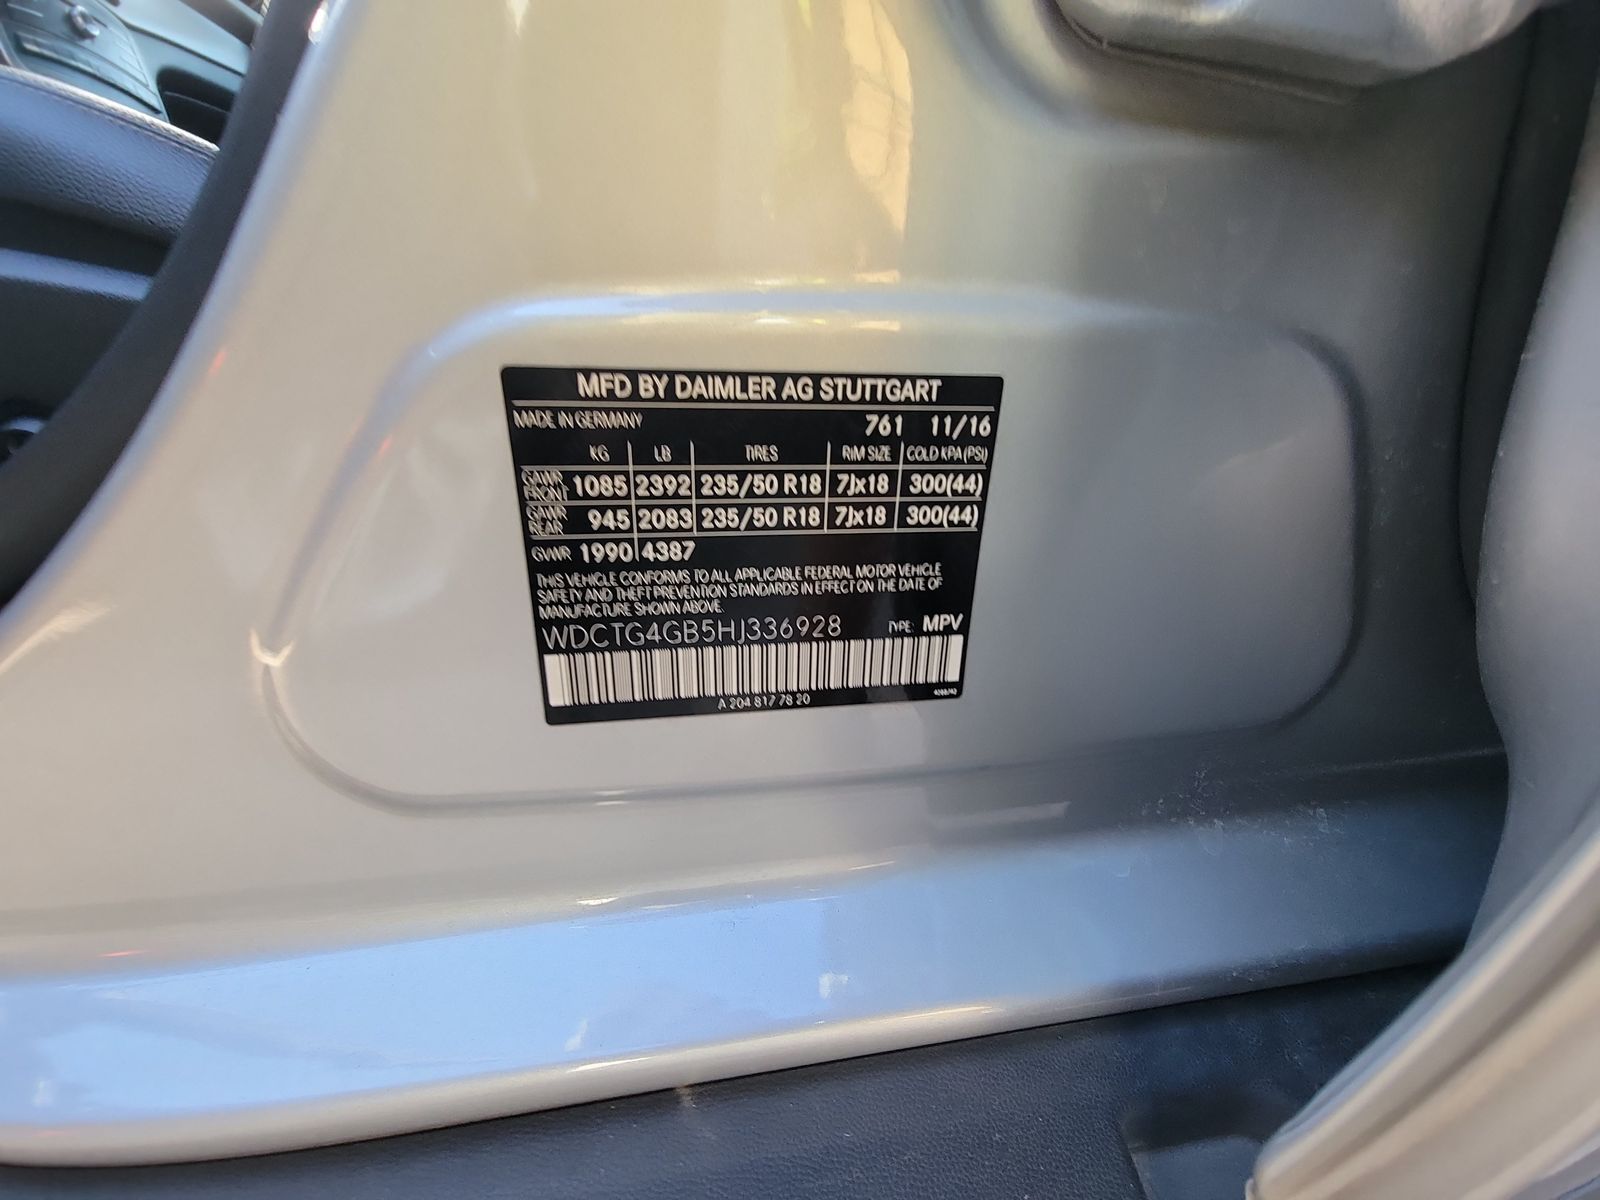 MFD BY DAIMLER AG STUTTGART
MADE IN GERMANY 761 11/16
KG LB TIRES RIM SIZE COLD KPA (PSI)
GAWR FRONT 1085 2392 235/50 R18 7Jx18 300(44)
GAWR REAR 945 2083 235/50 R18 7Jx18 300(44)
GVWR 1990 4387
THIS VEHICLE CONFORMS TO ALL APPLICABLE FEDERAL MOTOR VEHICLE
SAFETY AND THEFT PREVENTION STANDARDS IN EFFECT ON THE DATE OF
MANUFACTURE SHOWN ABOVE.
WDCTG4GB5HJ336928 TYPE: MPV
A 204 817 78 20